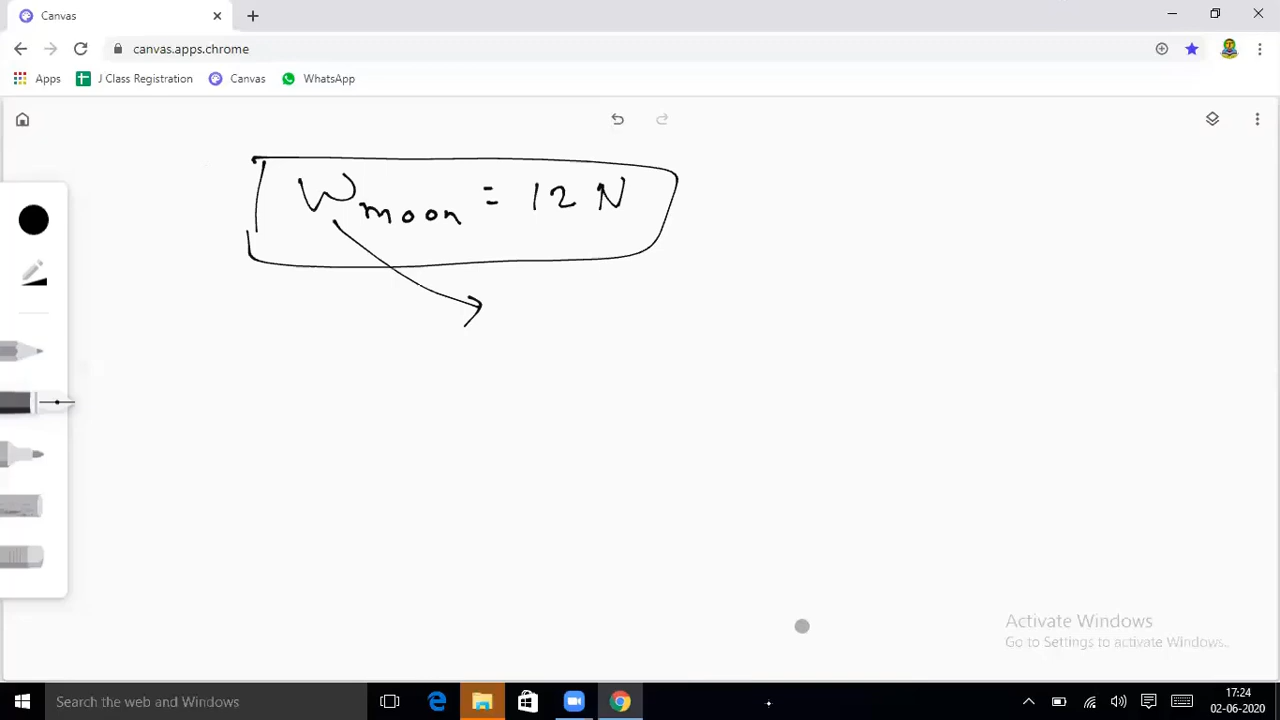 Canvas
canvas.apps.chrome
Apps J Class Registration Canvas WhatsApp
Wmoon = 12 N
Activate Windows
Go to Settings to activate Windows.
Search the web and Windows
17:24
02-06-2020